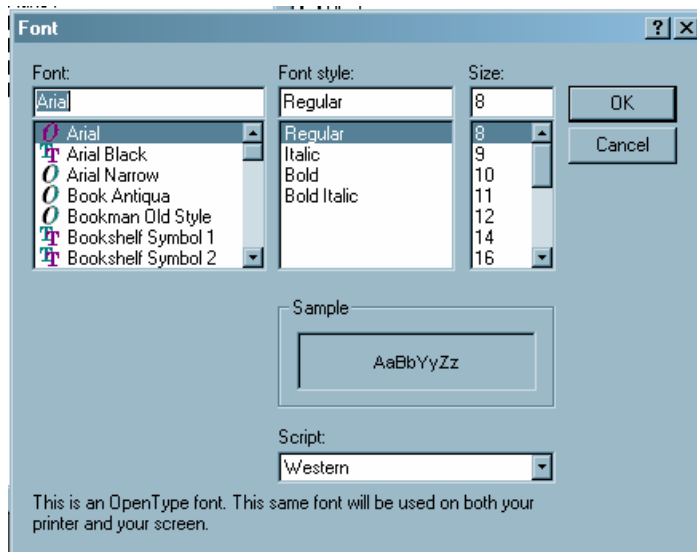 Font
Font: Font style: Size:
Arial Regular 8 OK
Arial Regular 8 Cancel
Arial Black Italic 9
Arial Narrow Bold 10
Book Antiqua Bold Italic 11
Bookman Old Style 12
Bookshelf Symbol 1 14
Bookshelf Symbol 2 16
Sample
AaBbYyZz
Script:
Western
This is an OpenType font. This same font will be used on both your
printer and your screen.